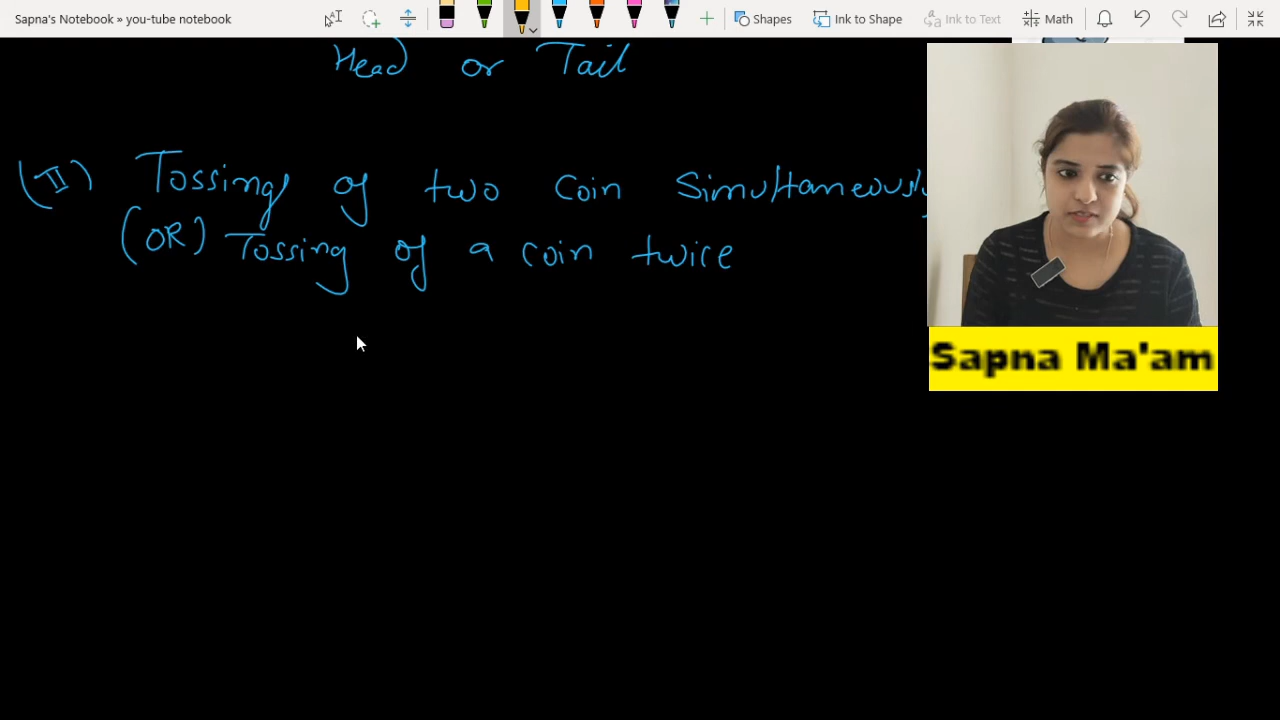 Sapna's Notebook » you-tube notebook
Shapes
Ink to Shape
Ink to Text
Math
Head or Tail
(II) Tossing of two Coin Simultaneously
(OR) Tossing of a coin twice
Sapna Ma'am